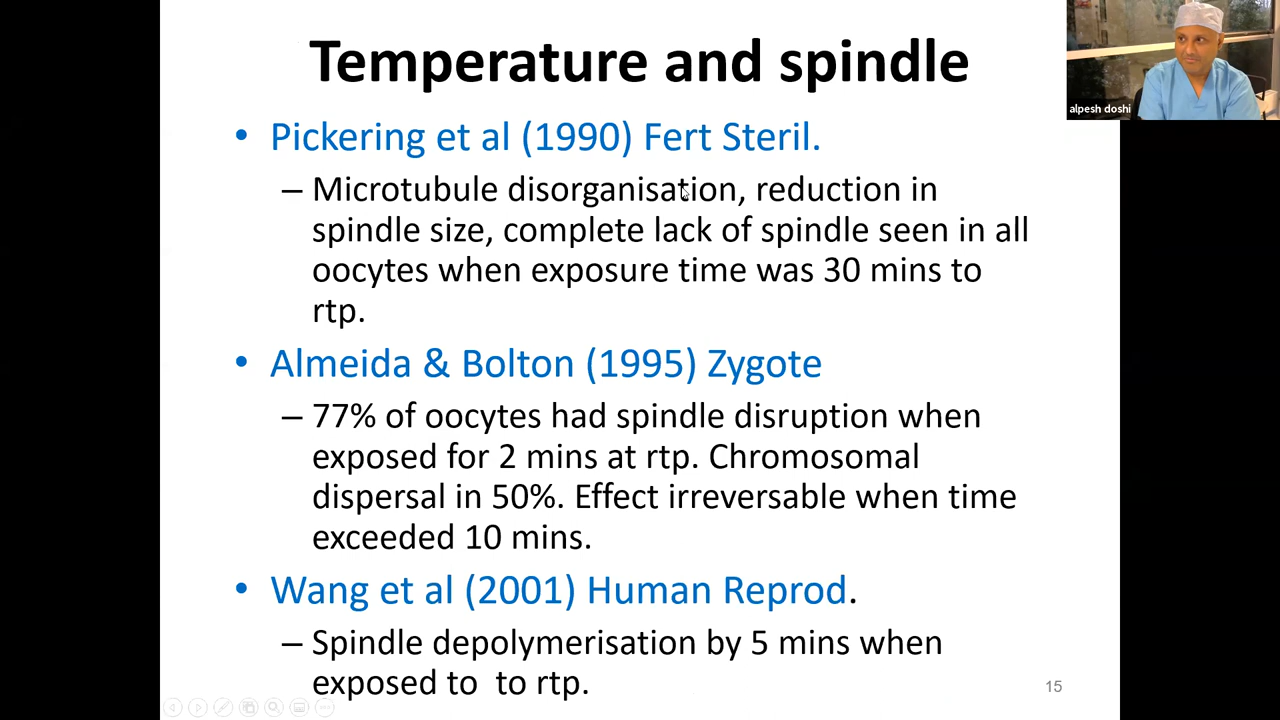 Temperature and spindle
alpesh doshi
• Pickering et al (1990) Fert Steril.
– Microtubule disorganisation, reduction in
spindle size, complete lack of spindle seen in all
oocytes when exposure time was 30 mins to
rtp.
• Almeida & Bolton (1995) Zygote
– 77% of oocytes had spindle disruption when
exposed for 2 mins at rtp. Chromosomal
dispersal in 50%. Effect irreversable when time
exceeded 10 mins.
• Wang et al (2001) Human Reprod.
– Spindle depolymerisation by 5 mins when
exposed to  to rtp.
15